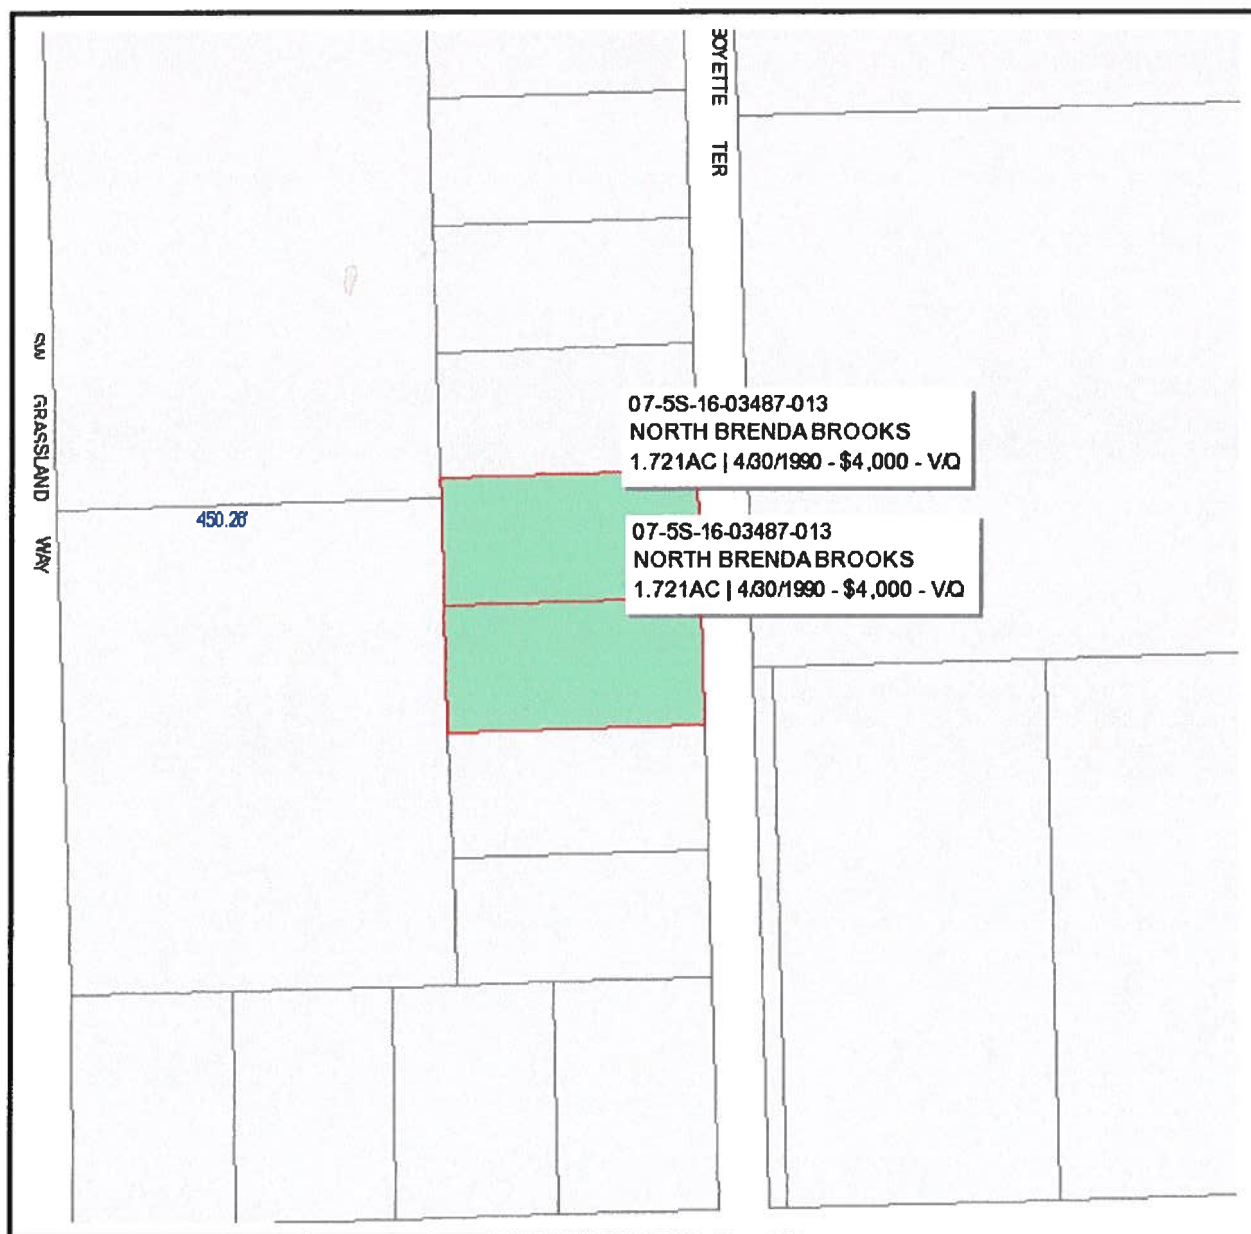 BOYETTE TER
SW GRASSLAND WAY
07-5S-16-03487-013
NORTH BRENDA BROOKS
1.721AC | 4/30/1990 - $4,000 - V/Q
450.26'
07-5S-16-03487-013
NORTH BRENDA BROOKS
1.721AC | 4/30/1990 - $4,000 - V/Q